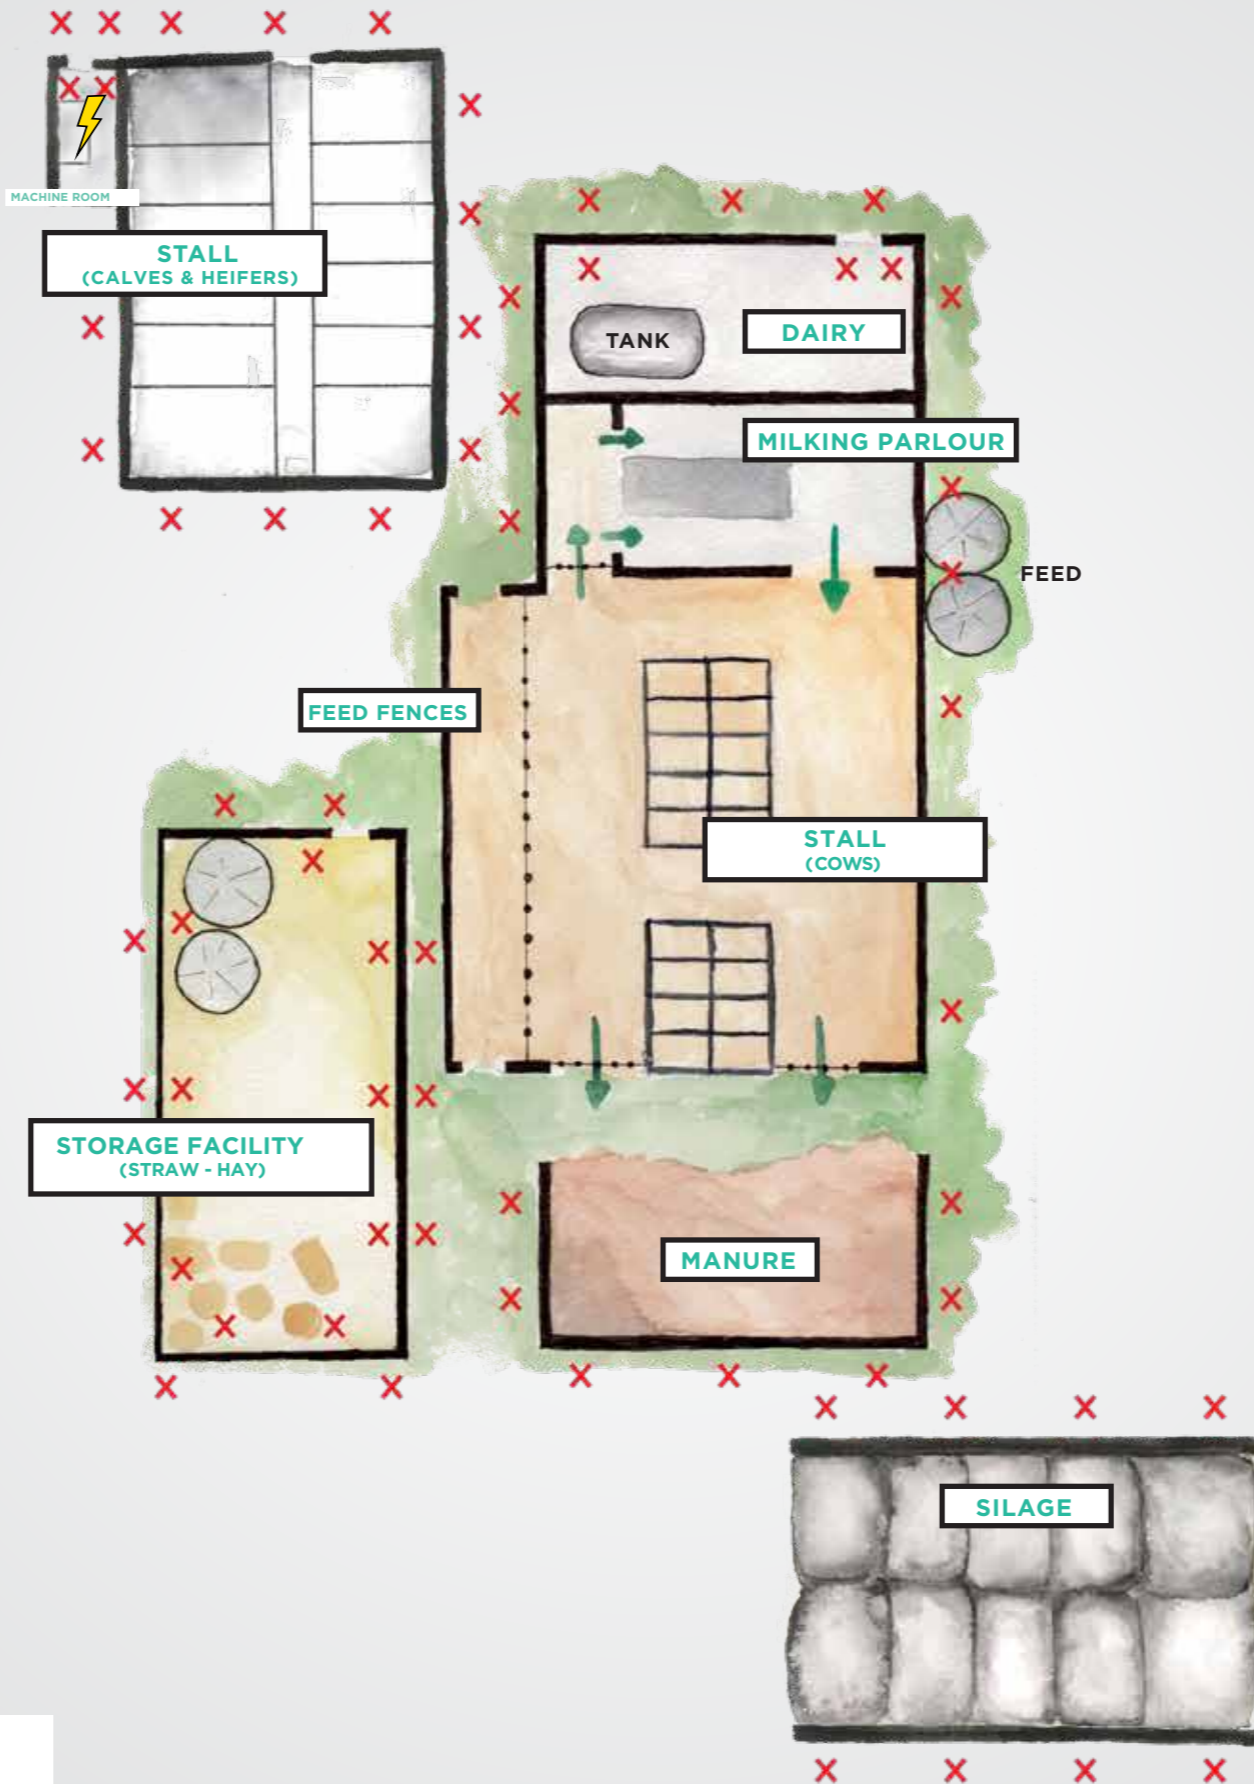 MACHINE ROOM
STALL
(CALVES & HEIFERS)
TANK
DAIRY
MILKING PARLOUR
FEED
FEED FENCES
STALL
(COWS)
STORAGE FACILITY
(STRAW - HAY)
MANURE
SILAGE